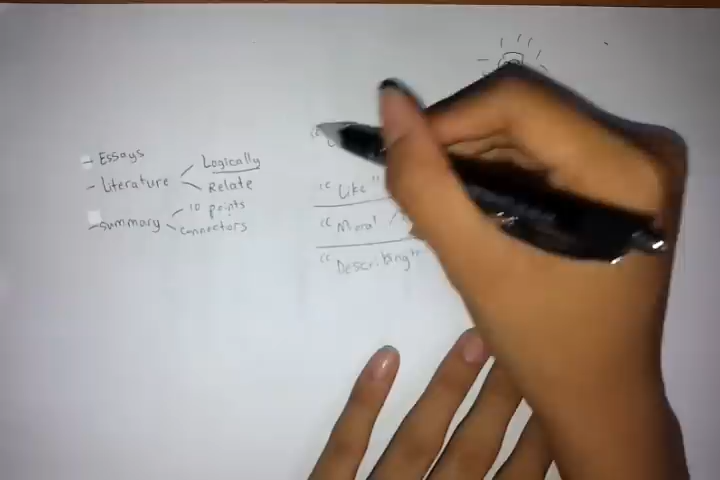 - Essays
- Literature
Logically
Relate
- Summary
10 points
connectors
" Like "
" Moral /
" Describing "